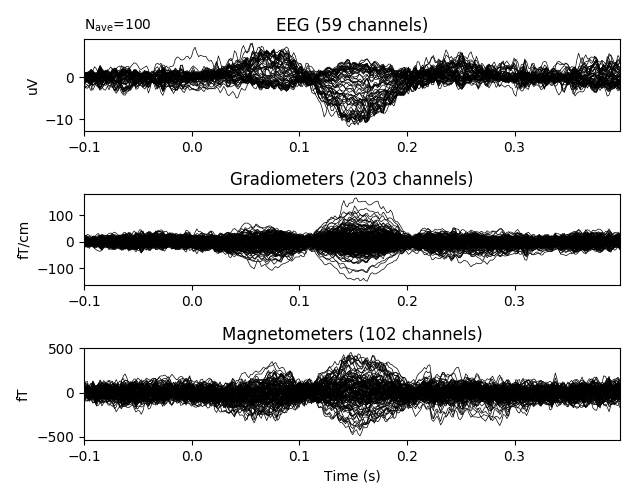 N_ave=100
EEG (59 channels)
uV
0
−10
−0.1 0.0 0.1 0.2 0.3
Gradiometers (203 channels)
fT/cm
100
0
−100
−0.1 0.0 0.1 0.2 0.3
Magnetometers (102 channels)
fT
500
0
−500
−0.1 0.0 0.1 0.2 0.3
Time (s)